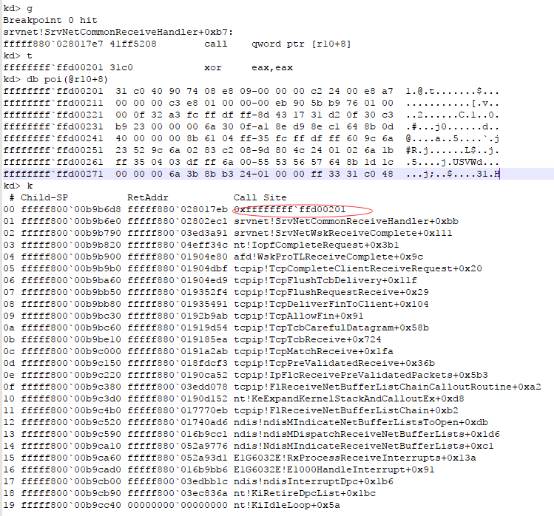 kd> g
Breakpoint 0 hit
srvnet!SrvNetCommonReceiveHandler+0xb7:
fffff880`028017e7 41ff5208        call    qword ptr [r10+8]
kd> t
ffffffff`ffd00201 31c0            xor     eax,eax
kd> db poi(@r10+8)
ffffffff`ffd00201  31 c0 40 90 74 08 e8 09-00 00 00 c2 24 00 e8 a7  1.@.t.......$...
ffffffff`ffd00211  00 00 00 c3 e8 01 00 00-00 eb 90 5b b9 76 01 00  ...........[.v..
ffffffff`ffd00221  00 0f 32 a3 fc ff df ff-8d 43 17 31 d2 0f 30 c3  ..2......C.1..0.
ffffffff`ffd00231  b9 23 00 00 00 6a 30 0f-a1 8e d9 8e c1 64 8b 0d  .#...j0......d..
ffffffff`ffd00241  40 00 00 00 8b 61 04 ff-35 fc ff df ff 60 9c 6a  @....a..5....`.j
ffffffff`ffd00251  23 52 9c 6a 02 83 c2 08-9d 80 4c 24 01 02 6a 1b  #R.j......L$..j.
ffffffff`ffd00261  ff 35 04 03 df ff 6a 00-55 53 56 57 64 8b 1d 1c  .5....j.USVWd...
ffffffff`ffd00271  00 00 00 6a 3b 8b b3 24-01 00 00 ff 33 31 c0 48  ...j;..$....31.H
kd> k
 # Child-SP          RetAddr           Call Site
00 fffff800`00b9b6d8 fffff880`028017eb 0xffffffff`ffd00201
01 fffff800`00b9b6e0 fffff880`02802ec1 srvnet!SrvNetCommonReceiveHandler+0xbb
02 fffff800`00b9b790 fffff880`03ed3a91 srvnet!SrvNetWskReceiveComplete+0x111
03 fffff800`00b9b820 fffff880`04eff34c nt!IopfCompleteRequest+0x3b1
04 fffff800`00b9b900 fffff880`01904e80 afd!WskProTLReceiveComplete+0x9c
05 fffff800`00b9b9b0 fffff880`01904dbf tcpip!TcpCompleteClientReceiveRequest+0x20
06 fffff800`00b9ba60 fffff880`01904ed9 tcpip!TcpFlushTcbDelivery+0x11f
07 fffff800`00b9bb50 fffff880`019352f4 tcpip!TcpFlushRequestReceive+0x29
08 fffff800`00b9bb80 fffff880`01935491 tcpip!TcpDeliverFinToClient+0x104
09 fffff800`00b9bc30 fffff880`0192b9ab tcpip!TcpAllowFin+0x91
0a fffff800`00b9bc60 fffff880`01919d54 tcpip!TcpTcbCarefulDatagram+0x58b
0b fffff800`00b9be10 fffff880`019185ea tcpip!TcpTcbReceive+0x724
0c fffff800`00b9c000 fffff880`0191a2ab tcpip!TcpMatchReceive+0x1fa
0d fffff800`00b9c150 fffff880`018fdcf3 tcpip!TcpPreValidatedReceive+0x36b
0e fffff800`00b9c220 fffff880`0190ca52 tcpip!IpFlcReceivePreValidatedPackets+0x5b3
0f fffff800`00b9c380 fffff800`03edd078 tcpip!FlReceiveNetBufferListChainCalloutRoutine+0xa2
10 fffff800`00b9c3d0 fffff880`0190d152 nt!KeExpandKernelStackAndCalloutEx+0xd8
11 fffff800`00b9c4b0 fffff880`017770eb tcpip!FlReceiveNetBufferListChain+0xb2
12 fffff800`00b9c520 fffff880`01740ad6 ndis!ndisMIndicateNetBufferListsToOpen+0xdb
13 fffff800`00b9c590 fffff880`016b9cc1 ndis!ndisMDispatchReceiveNetBufferLists+0x1d6
14 fffff800`00b9ca10 fffff880`052a9776 ndis!NdisMIndicateReceiveNetBufferLists+0xc1
15 fffff800`00b9ca60 fffff880`052a93d1 E1G6032E!RxProcessReceiveInterrupts+0x13a
16 fffff800`00b9cad0 fffff880`016b9bb6 E1G6032E!E1000HandleInterrupt+0x91
17 fffff800`00b9cb00 fffff800`03edbb1c ndis!ndisInterruptDpc+0x1b6
18 fffff800`00b9cb90 fffff800`03ec836a nt!KiRetireDpcList+0x1bc
19 fffff800`00b9cc40 00000000`00000000 nt!KiIdleLoop+0x5a